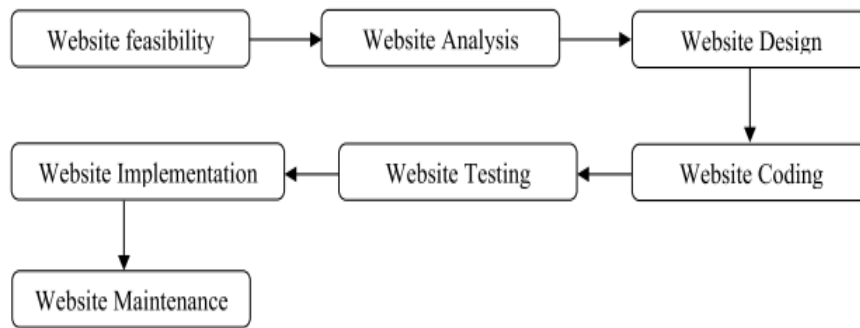 Website feasibility
Website Analysis
Website Design
Website Coding
Website Testing
Website Implementation
Website Maintenance